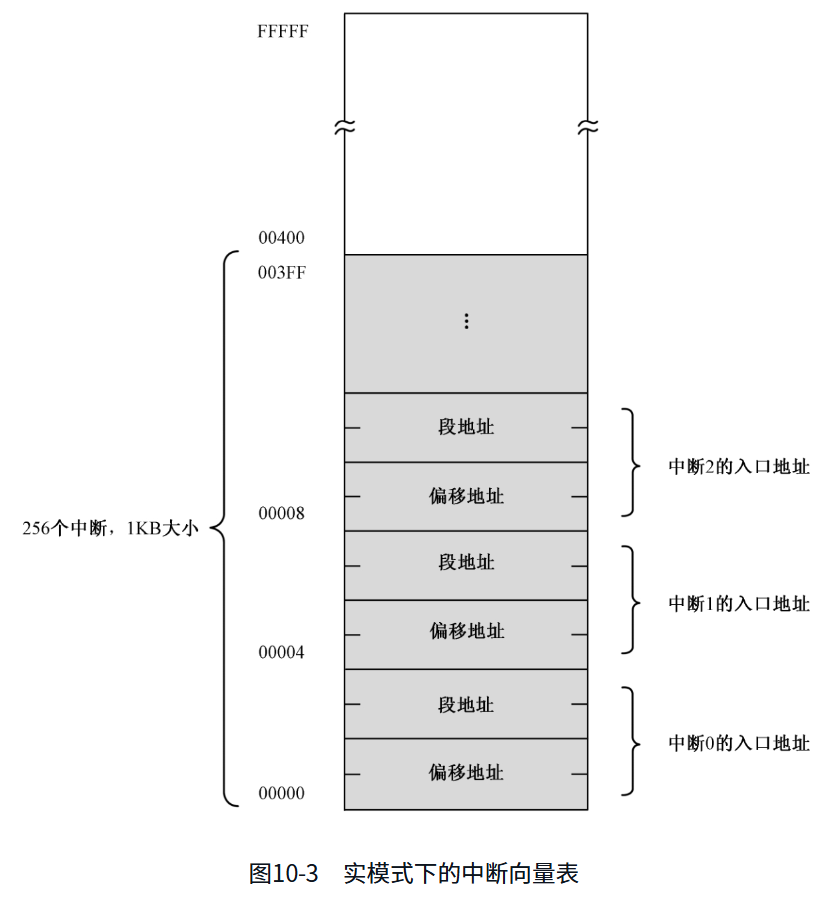 FFFFF
00400
003FF
⋮
段地址
中断2的入口地址
偏移地址
00008
256个中断，1KB大小
段地址
中断1的入口地址
偏移地址
00004
段地址
中断0的入口地址
偏移地址
00000
图10-3 实模式下的中断向量表